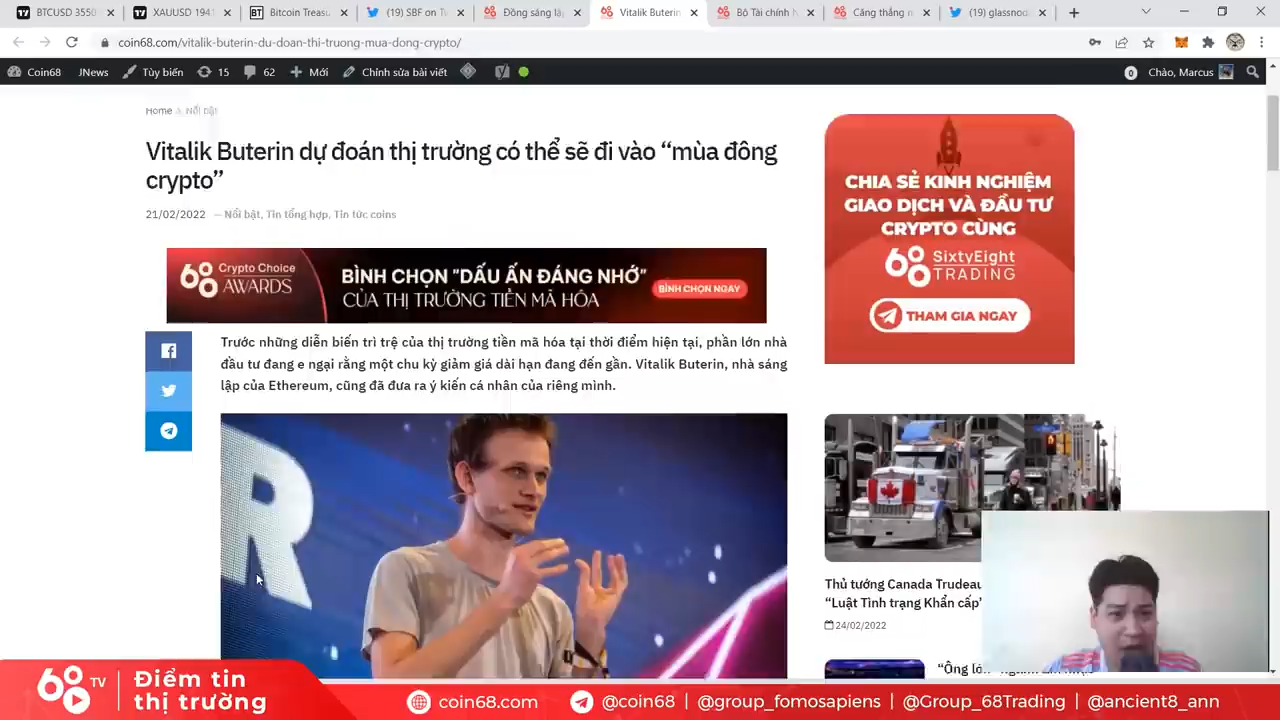 BTCUSD 3550
XAUUSD 1941
Bitcoin Treasu
(19) SBF on Tw
Đồng sáng lậ
Vitalik Buterin
Bộ Tài chính
Căng thẳng
(19) glassnod
coin68.com/vitalik-buterin-du-doan-thi-truong-mua-dong-crypto/
Coin68 JNews Tùy biến 15 62 Mới Chỉnh sửa bài viết 0 Chào, Marcus
Home > Nổi bật
Vitalik Buterin dự đoán thị trường có thể sẽ đi vào “mùa đông
crypto”
21/02/2022 — Nổi bật, Tin tổng hợp, Tin tức coins
68 Crypto Choice
AWARDS
BÌNH CHỌN "DẤU ẤN ĐÁNG NHỚ"
CỦA THỊ TRƯỜNG TIỀN MÃ HÓA
BÌNH CHỌN NGAY
Trước những diễn biến trì trệ của thị trường tiền mã hóa tại thời điểm hiện tại, phần lớn nhà
đầu tư đang e ngại rằng một chu kỳ giảm giá dài hạn đang đến gần. Vitalik Buterin, nhà sáng
lập của Ethereum, cũng đã đưa ra ý kiến cá nhân của riêng mình.
R
CHIA SẺ KINH NGHIỆM
GIAO DỊCH VÀ ĐẦU TƯ
CRYPTO CÙNG
68 SixtyEight
TRADING
THAM GIA NGAY
Thủ tướng Canada Trudeau
“Luật Tình trạng Khẩn cấp”
24/02/2022
“Ông lớn”
68 TV
Điểm tin
thị trường
coin68.com | @coin68 | @group_fomosapiens | @Group_68Trading | @ancient8_ann